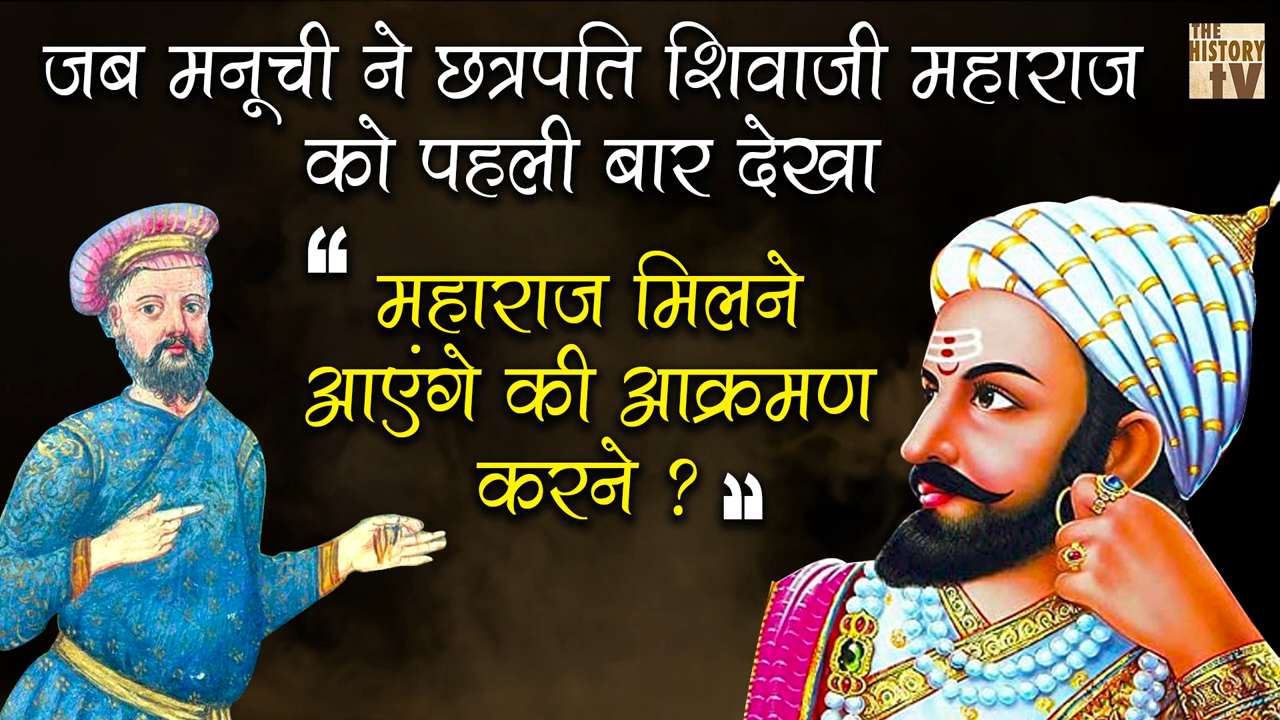 जब मनूची ने छत्रपति शिवाजी महाराज
को पहली बार देखा
THE
HISTORY
tV
“
महाराज मिलने
आएंगे की आक्रमण
करने ? ”